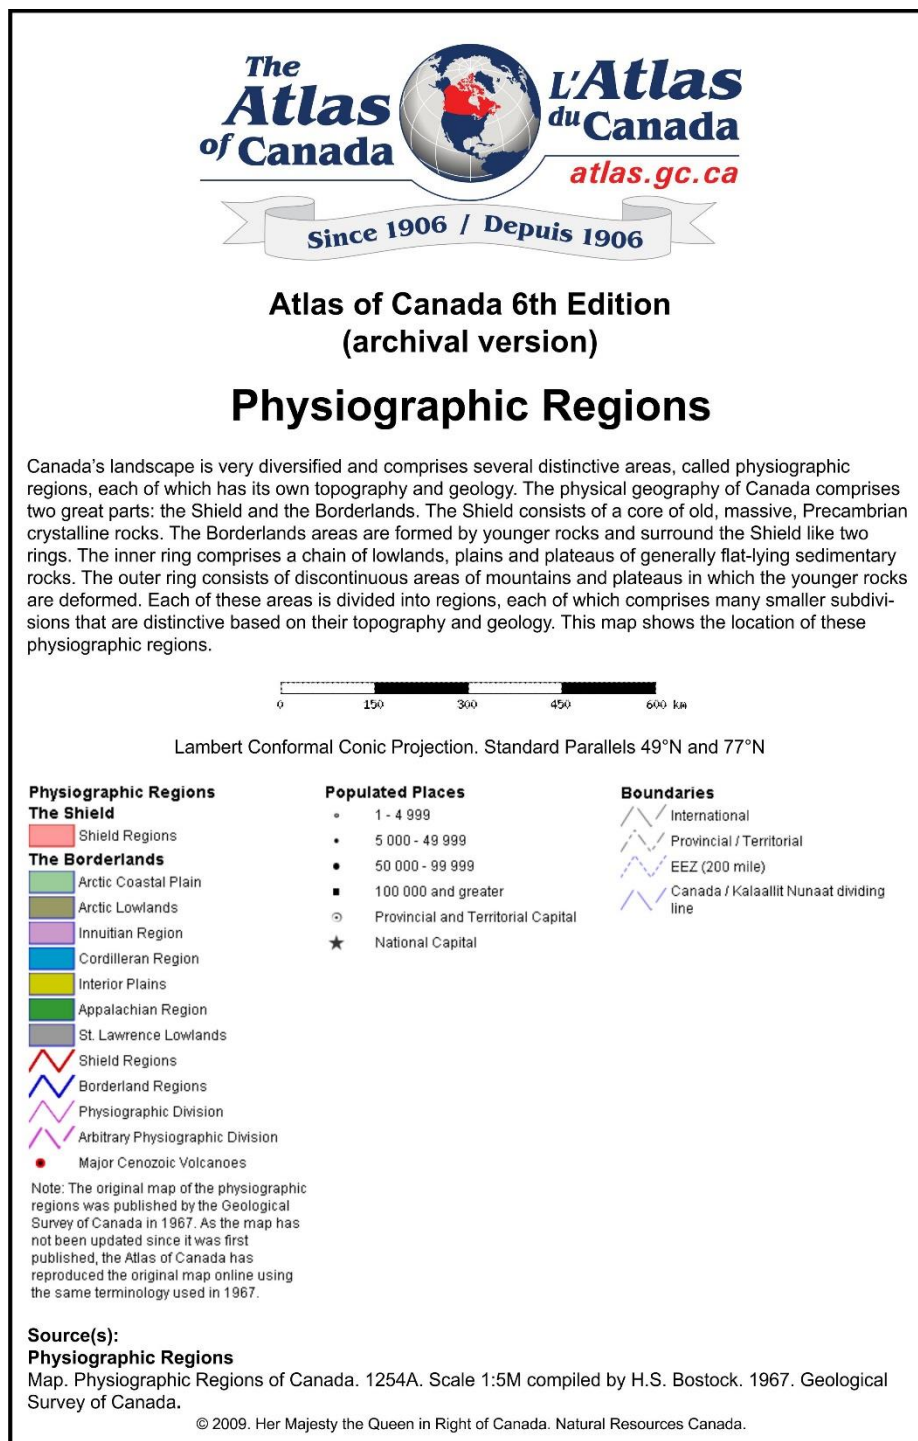 The
Atlas
of Canada
L'Atlas
du Canada
atlas.gc.ca
Since 1906 / Depuis 1906
Atlas of Canada 6th Edition
(archival version)
Physiographic Regions
Canada's landscape is very diversified and comprises several distinctive areas, called physiographic
regions, each of which has its own topography and geology. The physical geography of Canada comprises
two great parts: the Shield and the Borderlands. The Shield consists of a core of old, massive, Precambrian
crystalline rocks. The Borderlands areas are formed by younger rocks and surround the Shield like two
rings. The inner ring comprises a chain of lowlands, plains and plateaus of generally flat-lying sedimentary
rocks. The outer ring consists of discontinuous areas of mountains and plateaus in which the younger rocks
are deformed. Each of these areas is divided into regions, each of which comprises many smaller subdivi-
sions that are distinctive based on their topography and geology. This map shows the location of these
physiographic regions.
0 150 300 450 600 km
Lambert Conformal Conic Projection. Standard Parallels 49°N and 77°N
Physiographic Regions
The Shield
Shield Regions
The Borderlands
Arctic Coastal Plain
Arctic Lowlands
Innuitian Region
Cordilleran Region
Interior Plains
Appalachian Region
St. Lawrence Lowlands
Shield Regions
Borderland Regions
Physiographic Division
Arbitrary Physiographic Division
Major Cenozoic Volcanoes
Note: The original map of the physiographic
regions was published by the Geological
Survey of Canada in 1967. As the map has
not been updated since it was first
published, the Atlas of Canada has
reproduced the original map online using
the same terminology used in 1967.
Populated Places
1 - 4 999
5 000 - 49 999
50 000 - 99 999
100 000 and greater
Provincial and Territorial Capital
National Capital
Boundaries
International
Provincial / Territorial
EEZ (200 mile)
Canada / Kalaallit Nunaat dividing
line
Source(s):
Physiographic Regions
Map. Physiographic Regions of Canada. 1254A. Scale 1:5M compiled by H.S. Bostock. 1967. Geological
Survey of Canada.
© 2009. Her Majesty the Queen in Right of Canada. Natural Resources Canada.